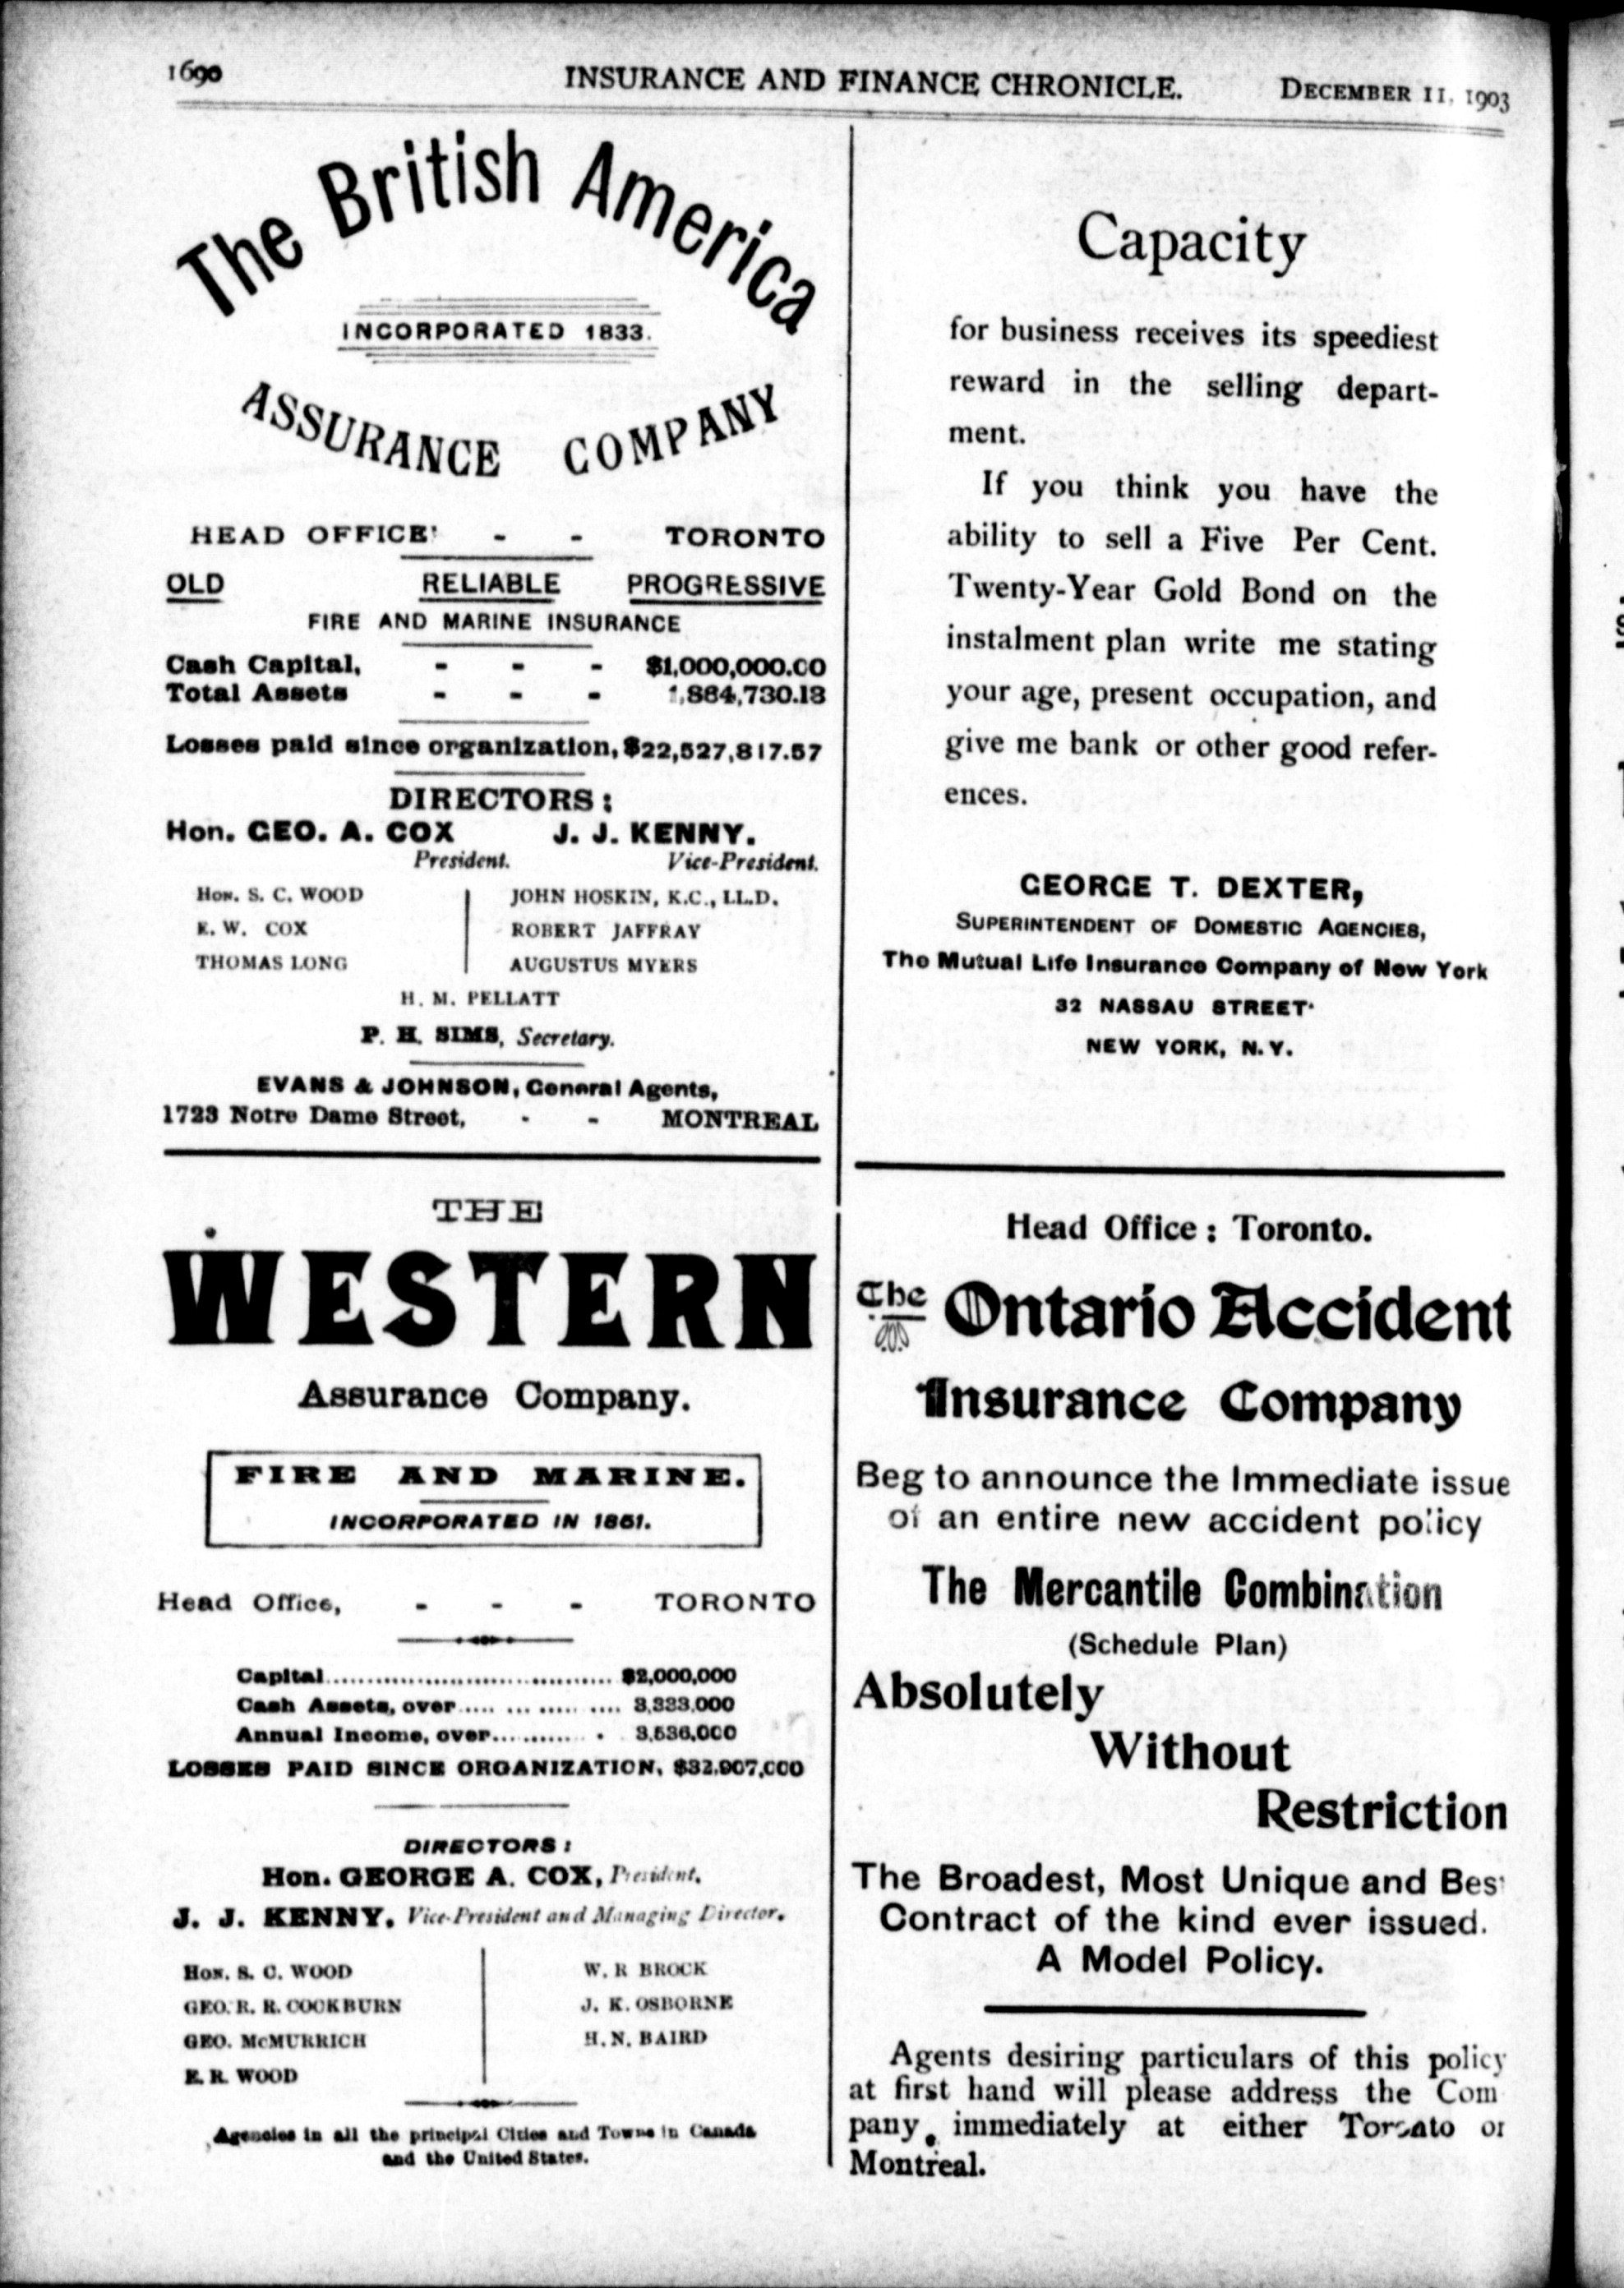 1690
INSURANCE AND FINANCE CHRONICLE.
DECEMBER 11, 1903
The British America
INCORPORATED 1833.
ASSURANCE COMPANY
HEAD OFFICE' - - TORONTO
OLD RELIABLE PROGRESSIVE
FIRE AND MARINE INSURANCE
Cash Capital, - - - $1,000,000.00
Total Assets - - - 1,884,730.13
Losses paid since organization, $22,527,817.57
DIRECTORS:
Hon. GEO. A. COX J. J. KENNY.
President. Vice-President.
HON. S. C. WOOD JOHN HOSKIN, K.C., LL.D.
E. W. COX ROBERT JAFFRAY
THOMAS LONG AUGUSTUS MYERS
H. M. PELLATT
P. H. SIMS, Secretary.
EVANS & JOHNSON, General Agents,
1723 Notre Dame Street, - - MONTREAL
THE
WESTERN
Assurance Company.
FIRE AND MARINE.
INCORPORATED IN 1851.
Head Office, - - - TORONTO
Capital................................... $2,000,000
Cash Assets, over..... ... ..... .... 3,333,000
Annual Income, over........... . 3,536,000
LOSSES PAID SINCE ORGANIZATION, $32,907,000
DIRECTORS:
Hon. GEORGE A. COX, President.
J. J. KENNY, Vice-President and Managing Director.
HON. S. C. WOOD W. R BROCK
GEO. R. R. COCKBURN J. K. OSBORNE
GEO. McMURRICH H. N. BAIRD
E. R. WOOD
Agencies in all the principal Cities and Towns in Canada
and the United States.
Capacity
for business receives its speediest
reward in the selling depart-
ment.
If you think you have the
ability to sell a Five Per Cent.
Twenty-Year Gold Bond on the
instalment plan write me stating
your age, present occupation, and
give me bank or other good refer-
ences.
GEORGE T. DEXTER,
SUPERINTENDENT OF DOMESTIC AGENCIES,
The Mutual Life Insurance Company of New York
32 NASSAU STREET·
NEW YORK, N.Y.
Head Office: Toronto.
The Ontario Accident
Insurance Company
Beg to announce the Immediate issue
of an entire new accident policy
The Mercantile Combination
(Schedule Plan)
Absolutely
Without
Restriction
The Broadest, Most Unique and Bes
Contract of the kind ever issued.
A Model Policy.
Agents desiring particulars of this policy
at first hand will please address the Com
pany immediately at either Toronto or
Montreal.